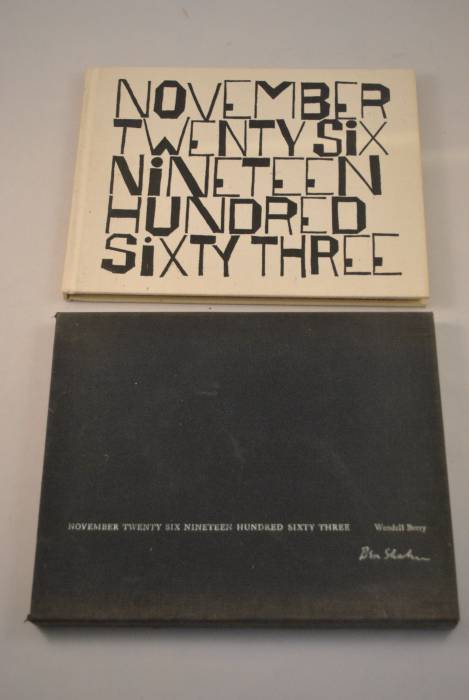 NOVEMBER
TWENTY SiX
NiNETEEN
HUNDRED
SiXTY THREE
NOVEMBER TWENTY SIX NINETEEN HUNDRED SIXTY THREE Wendell Berry
Ben Shahn